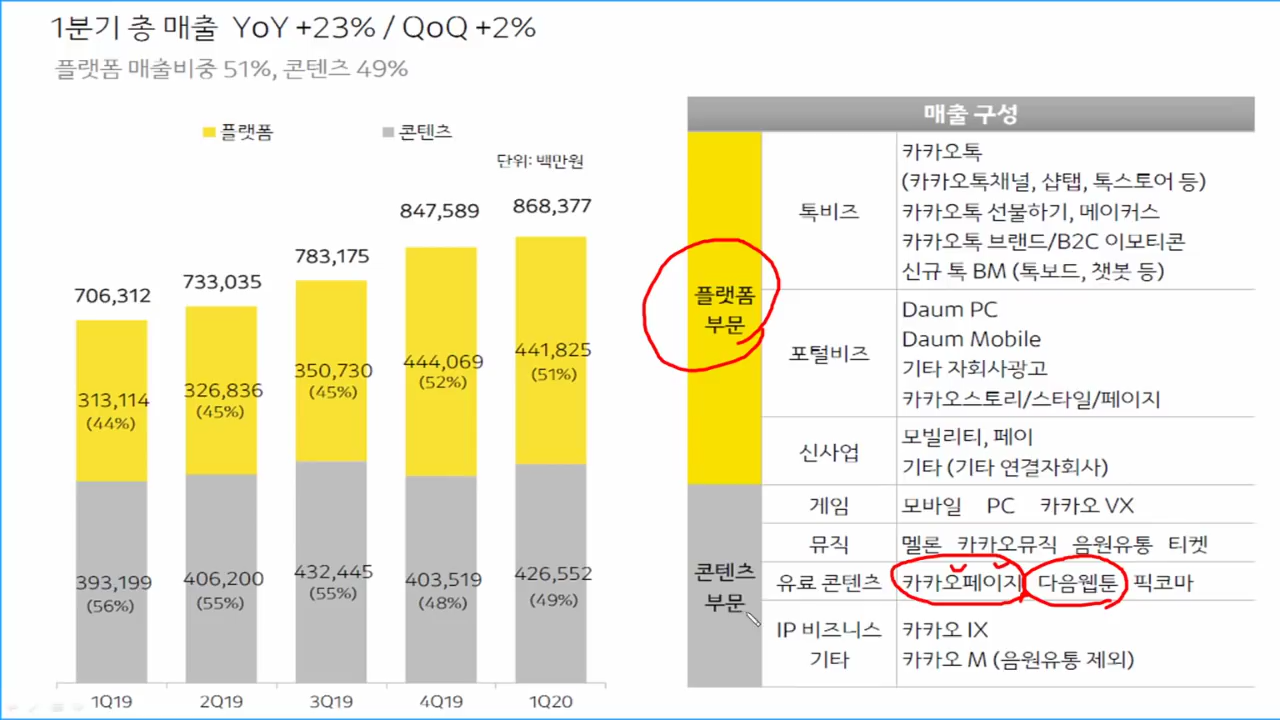 1분기 총 매출 YoY +23% / QoQ +2%
플랫폼 매출비중 51%, 콘텐츠 49%
플랫폼
콘텐츠
단위: 백만원
706,312
733,035
783,175
847,589
868,377
313,114
(44%)
326,836
(45%)
350,730
(45%)
444,069
(52%)
441,825
(51%)
393,199
(56%)
406,200
(55%)
432,445
(55%)
403,519
(48%)
426,552
(49%)
1Q19
2Q19
3Q19
4Q19
1Q20
매출 구성
플랫폼
부문
톡비즈
카카오톡
(카카오톡채널, 샵탭, 톡스토어 등)
카카오톡 선물하기, 메이커스
카카오톡 브랜드/B2C 이모티콘
신규 톡 BM (톡보드, 챗봇 등)
포털비즈
Daum PC
Daum Mobile
기타 자회사광고
카카오스토리/스타일/페이지
신사업
모빌리티, 페이
기타 (기타 연결자회사)
콘텐츠
부문
게임
모바일 PC 카카오 VX
뮤직
멜론 카카오뮤직 음원유통 티켓
유료 콘텐츠
카카오페이지 다음웹툰 픽코마
IP 비즈니스
기타
카카오 IX
카카오 M (음원유통 제외)